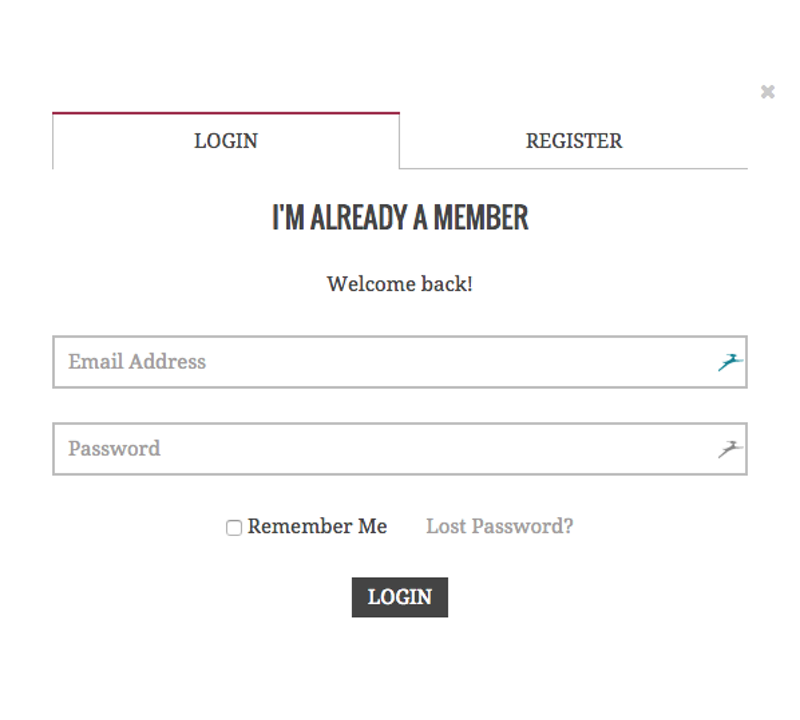 LOGIN
REGISTER
I'M ALREADY A MEMBER
Welcome back!
Email Address
Password
Remember Me
Lost Password?
LOGIN